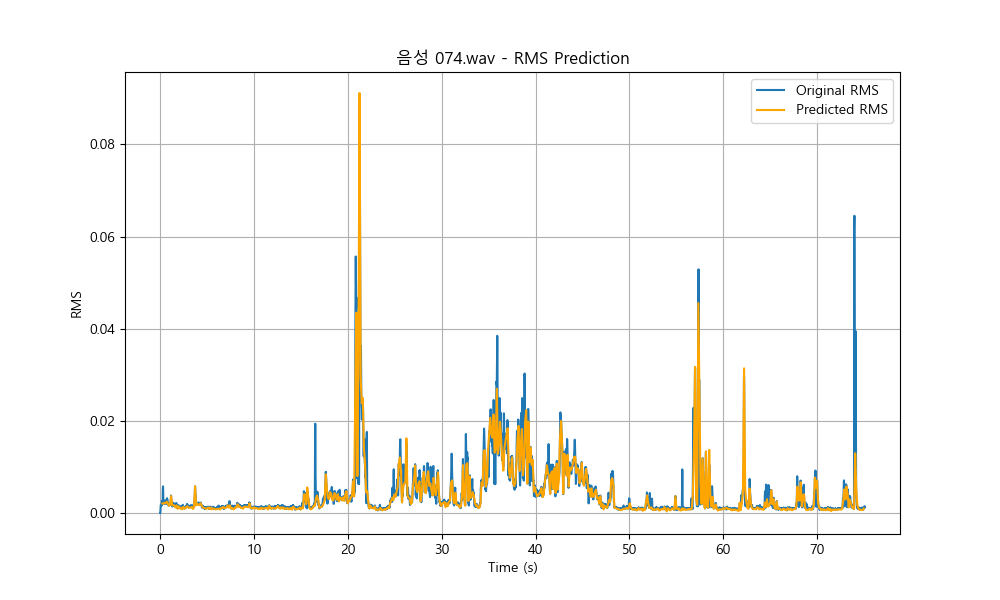 음성 074.wav - RMS Prediction
Original RMS
Predicted RMS
0.08
0.06
0.04
0.02
0.00
RMS
0 10 20 30 40 50 60 70
Time (s)